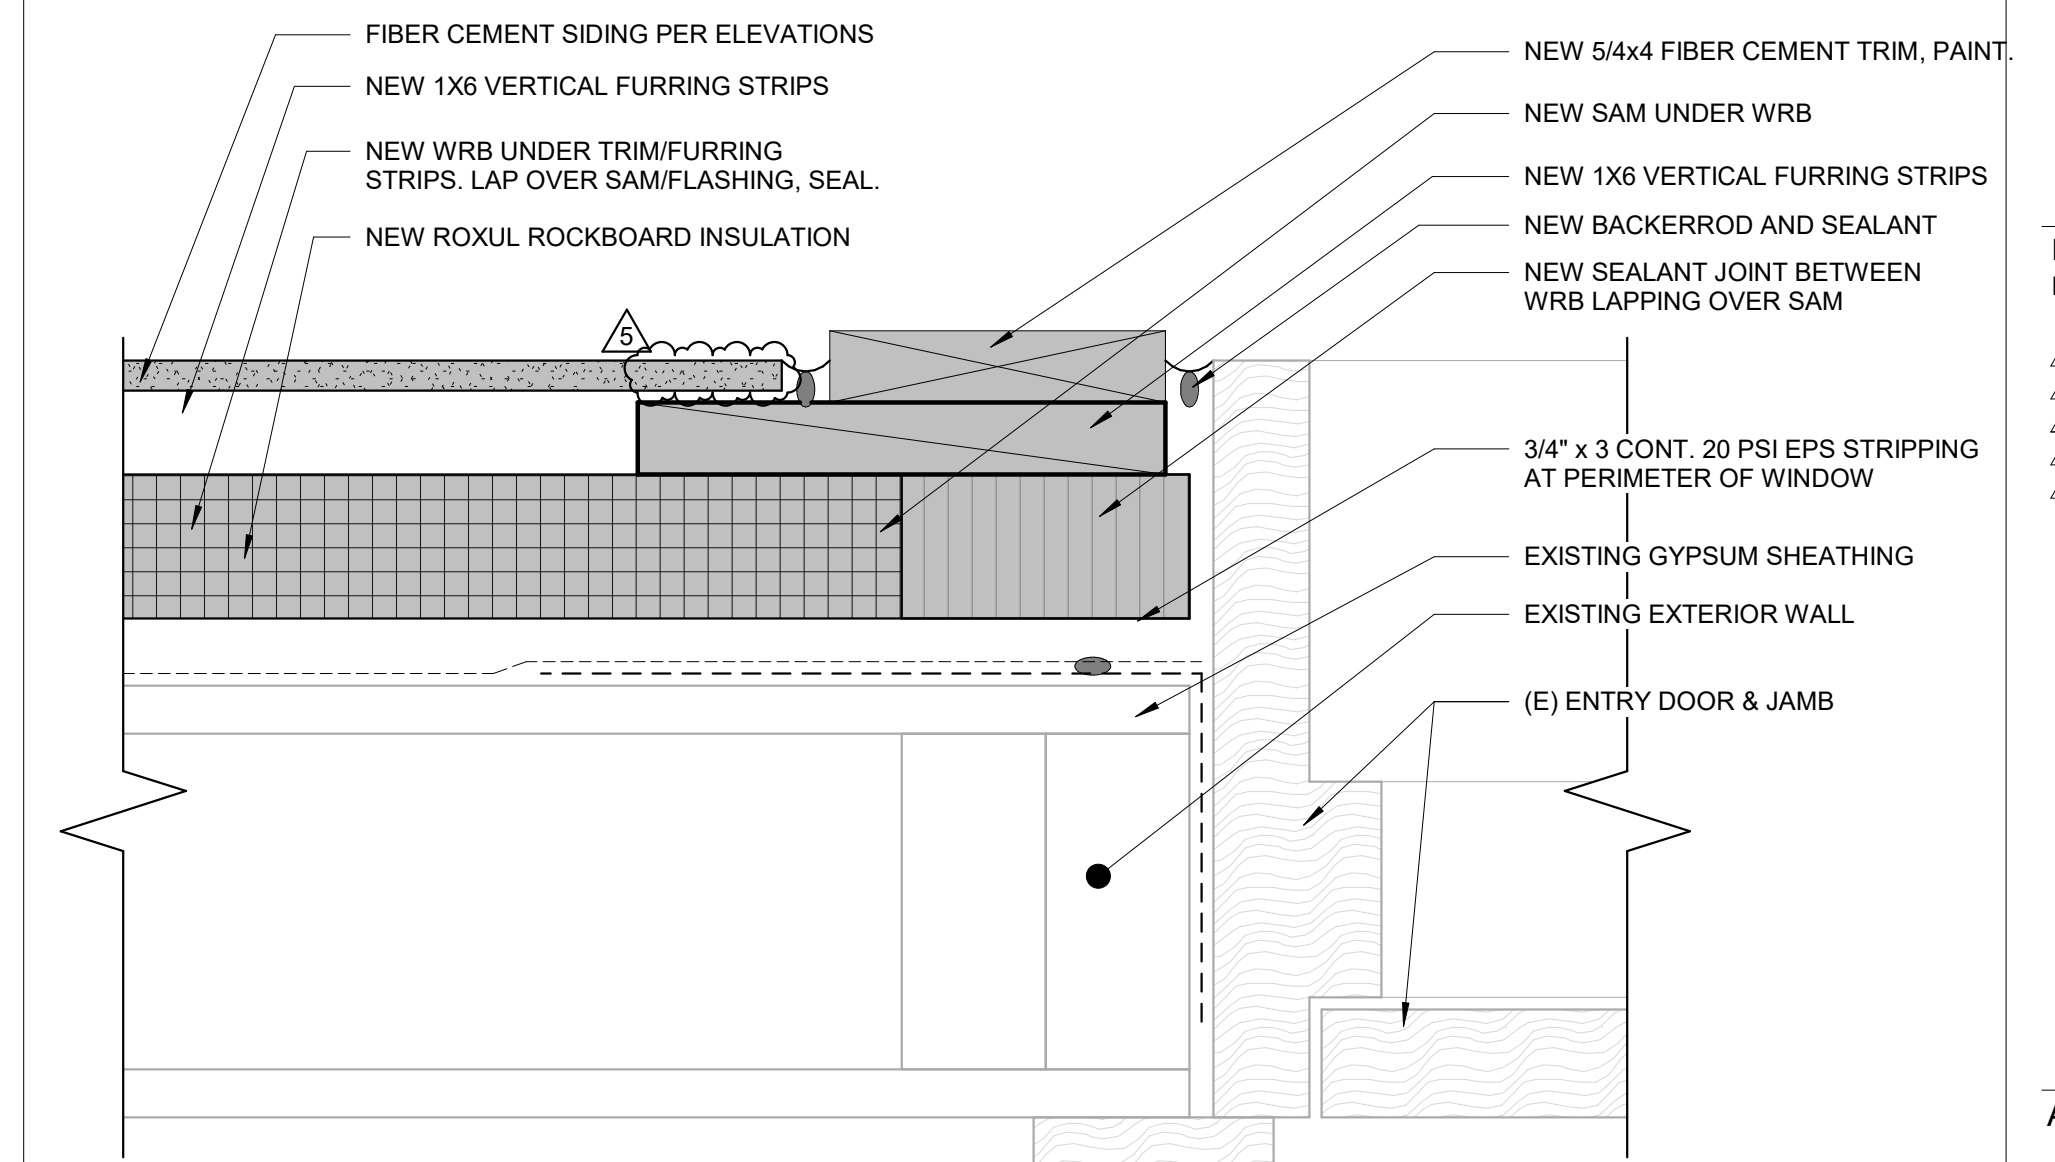 FIBER CEMENT SIDING PER ELEVATIONS
NEW 1X6 VERTICAL FURRING STRIPS
NEW WRB UNDER TRIM/FURRING
STRIPS. LAP OVER SAM/FLASHING, SEAL.
NEW ROXUL ROCKBOARD INSULATION
5
NEW 5/4x4 FIBER CEMENT TRIM, PAINT.
NEW SAM UNDER WRB
NEW 1X6 VERTICAL FURRING STRIPS
NEW BACKERROD AND SEALANT
NEW SEALANT JOINT BETWEEN
WRB LAPPING OVER SAM
3/4" x 3 CONT. 20 PSI EPS STRIPPING
AT PERIMETER OF WINDOW
EXISTING GYPSUM SHEATHING
EXISTING EXTERIOR WALL
(E) ENTRY DOOR & JAMB